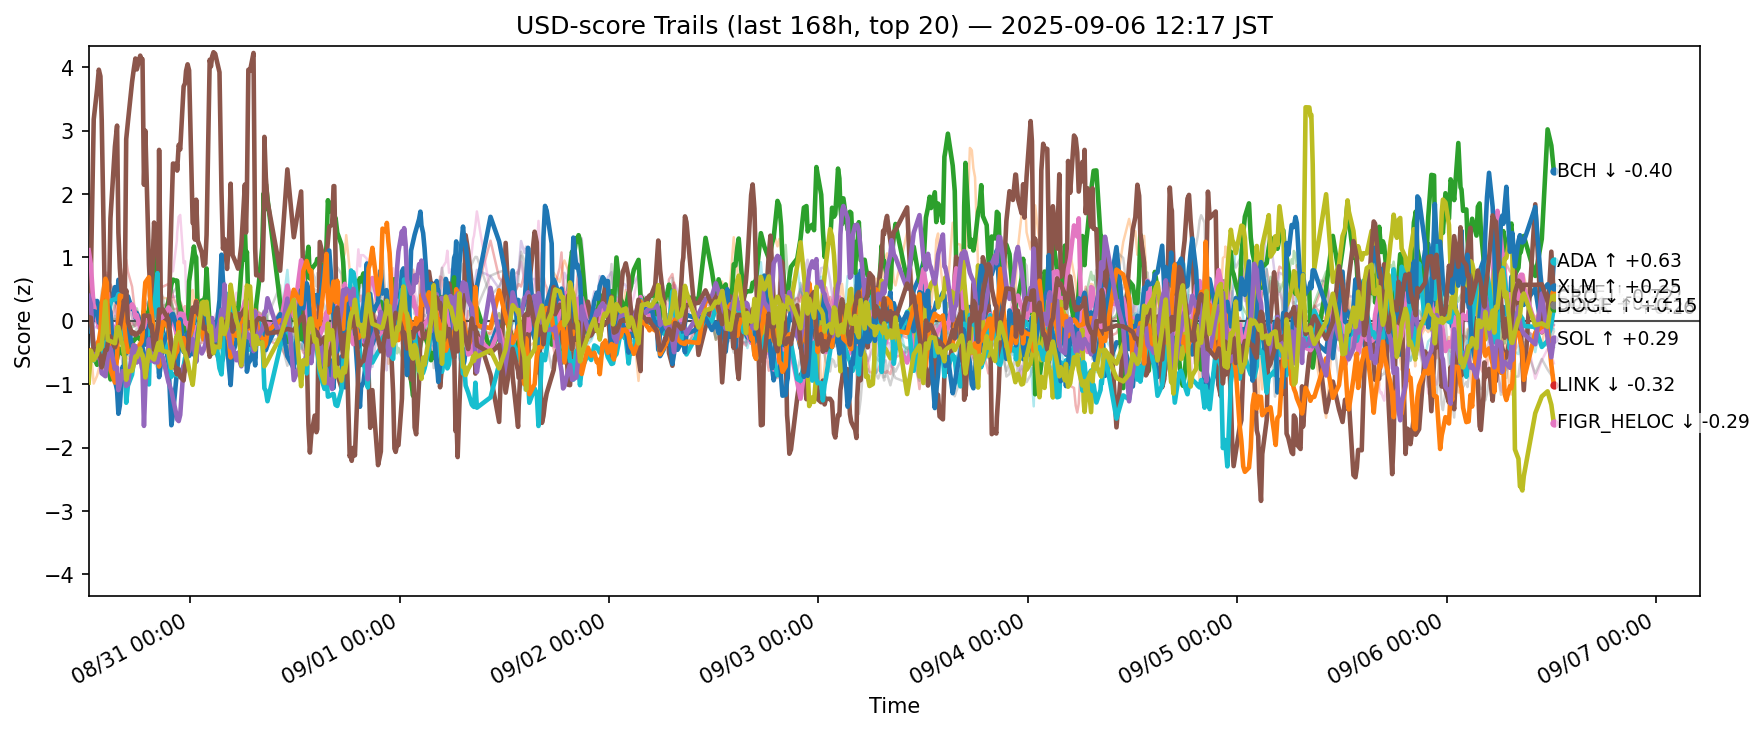 USD-score Trails (last 168h, top 20) — 2025-09-06 12:17 JST
Score (z)
4
3
2
1
0
−1
−2
−3
−4
BCH ↓ -0.40
ADA ↑ +0.63
XLM ↑ +0.25
DOGE ↑ +0.15
SOL ↑ +0.29
LINK ↓ -0.32
FIGR_HELOC ↓ -0.29
08/31 00:00
09/01 00:00
09/02 00:00
09/03 00:00
09/04 00:00
09/05 00:00
09/06 00:00
09/07 00:00
Time